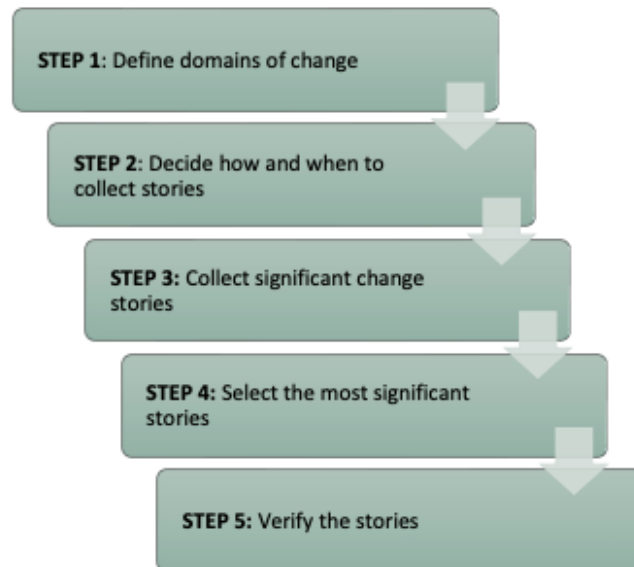 STEP 1: Define domains of change
STEP 2: Decide how and when to
collect stories
STEP 3: Collect significant change
stories
STEP 4: Select the most significant
stories
STEP 5: Verify the stories